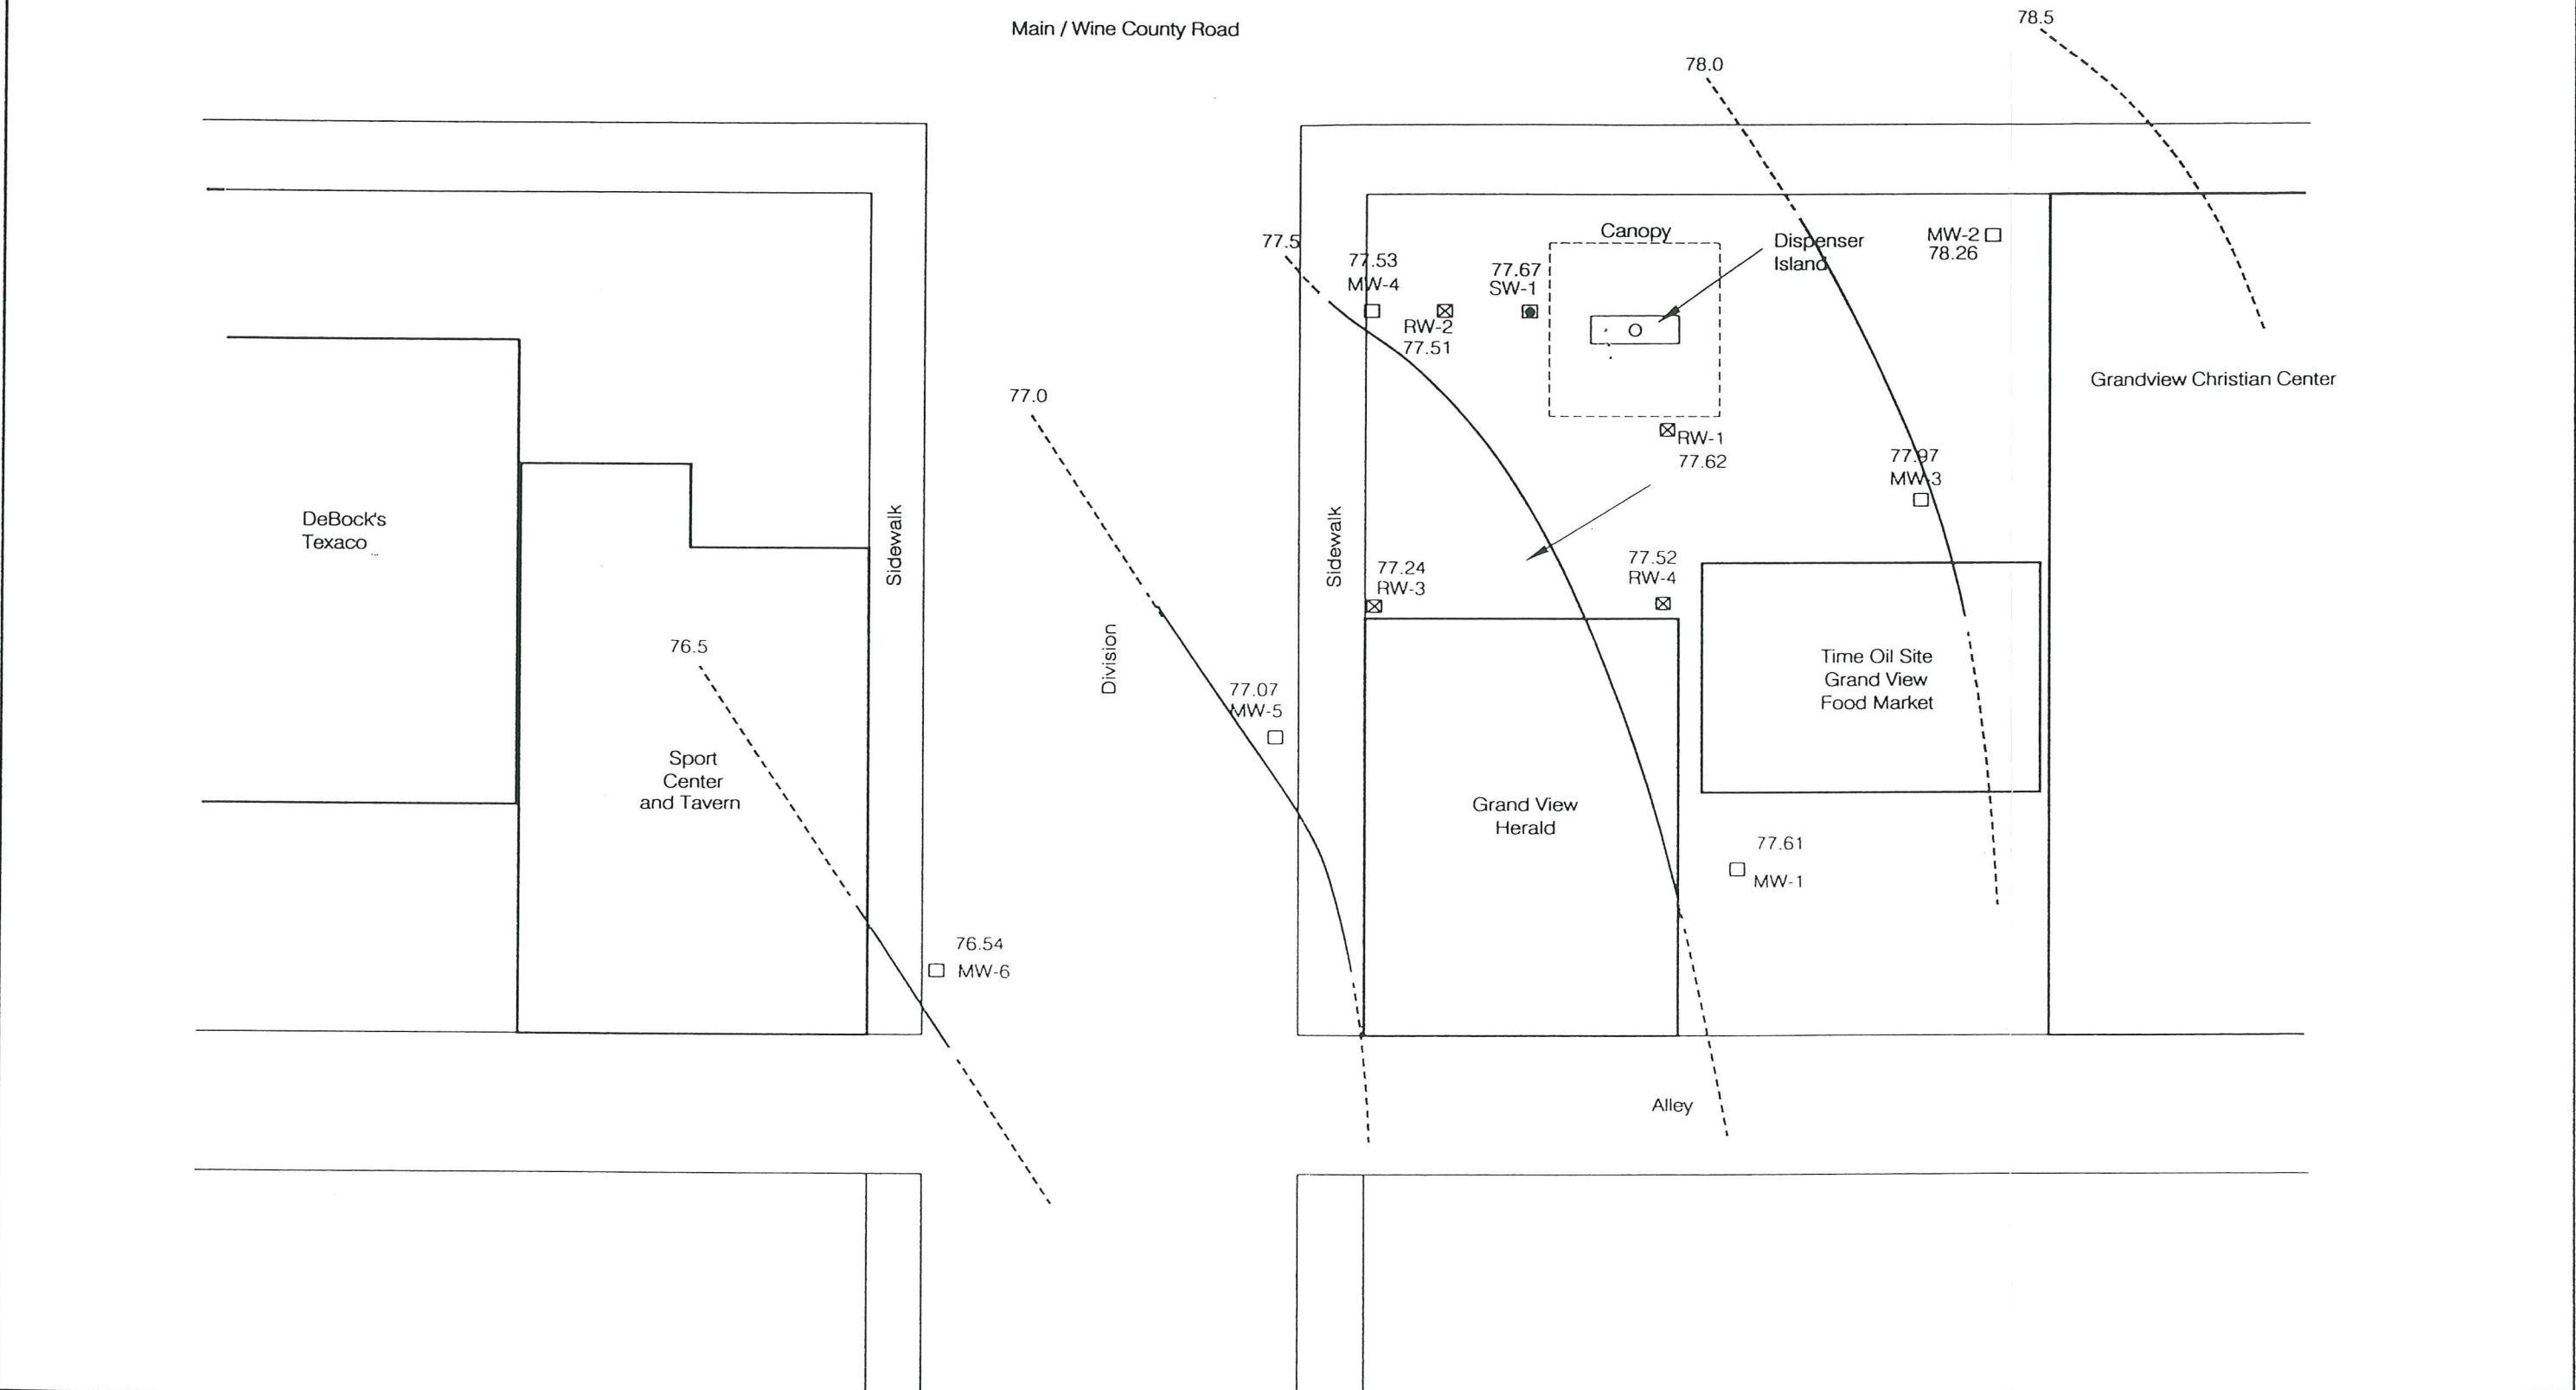 Main / Wine County Road
78.5
78.0
77.5
Canopy
Dispenser
Island
MW-2
78.26
77.53
MW-4
77.67
SW-1
RW-2
77.51
77.0
Grandview Christian Center
RW-1
77.62
77.97
MW-3
DeBock's
Texaco
Sidewalk
Sidewalk
77.24
RW-3
77.52
RW-4
76.5
Division
77.07
MW-5
Time Oil Site
Grand View
Food Market
Sport
Center
and Tavern
Grand View
Herald
77.61
MW-1
76.54
MW-6
Alley